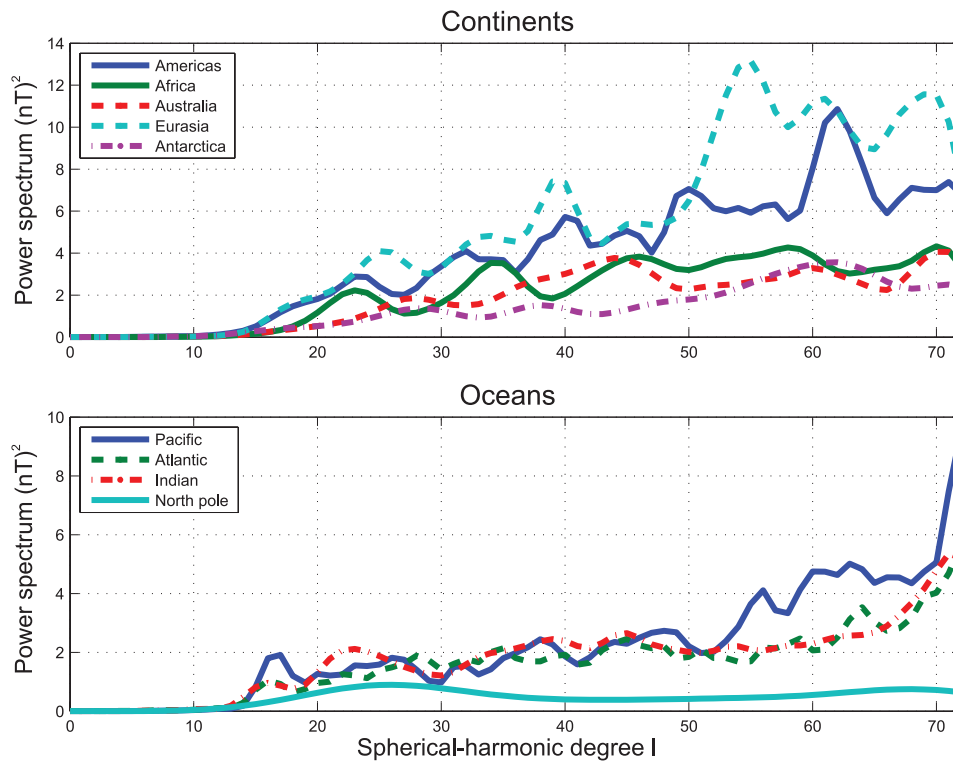 Continents
Power spectrum (nT)²
14
12
10
8
6
4
2
0
Americas
Africa
Australia
Eurasia
Antarctica
0 10 20 30 40 50 60 70
Oceans
Power spectrum (nT)²
10
8
6
4
2
0
Pacific
Atlantic
Indian
North pole
0 10 20 30 40 50 60 70
Spherical-harmonic degree l